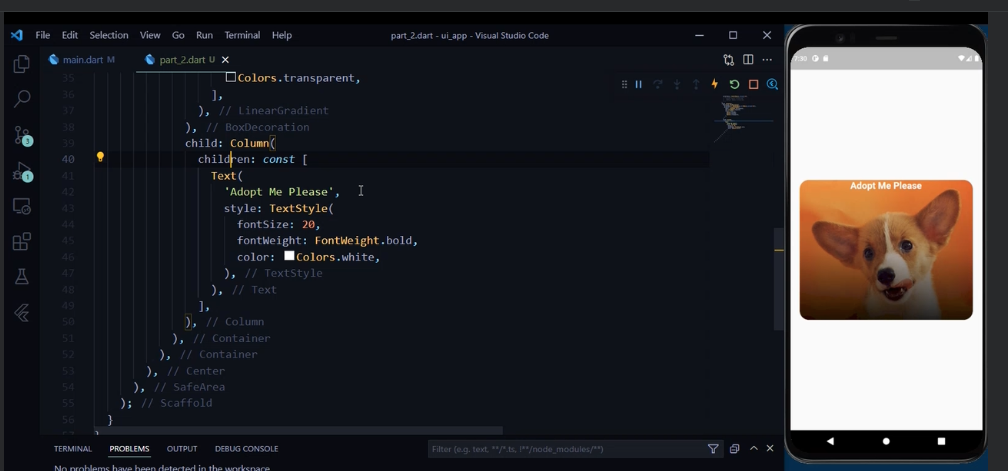 File Edit Selection View Go Run Terminal Help
part_2.dart - ui_app - Visual Studio Code
main.dart M
part_2.dart U
35 Colors.transparent,
36 ],
37 ), // LinearGradient
38 ), // BoxDecoration
39 child: Column(
40 children: const [
41 Text(
42 'Adopt Me Please',
43 style: TextStyle(
44 fontSize: 20,
45 fontWeight: FontWeight.bold,
46 color: Colors.white,
47 ), // TextStyle
48 ), // Text
49 ],
50 ), // Column
51 ), // Container
52 ), // Container
53 ), // Center
54 ), // SafeArea
55 ); // Scaffold
56 }
3
1
TERMINAL PROBLEMS OUTPUT DEBUG CONSOLE
Filter (e.g. text, **/*.ts, !**/node_modules/**)
No problems have been detected in the workspace
Adopt Me Please